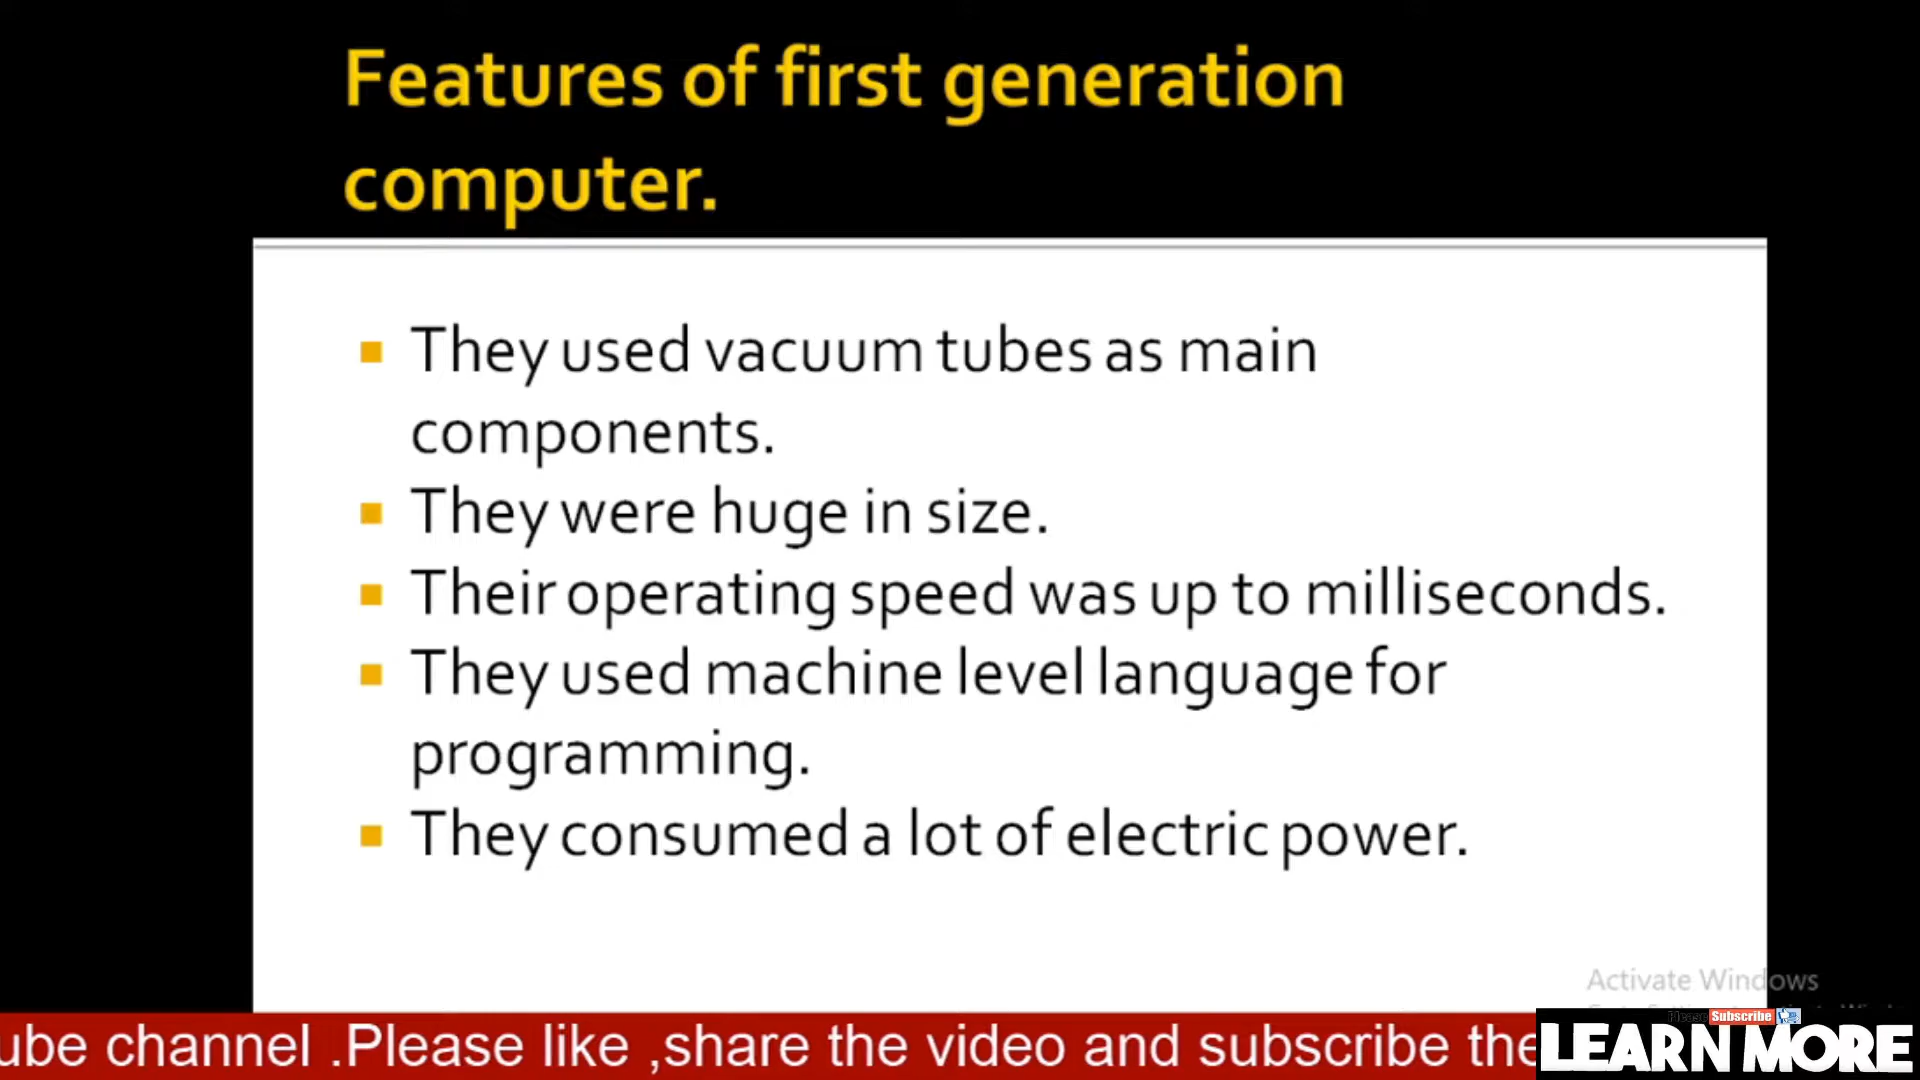 Features of first generation
computer.
They used vacuum tubes as main
components.
They were huge in size.
Their operating speed was up to milliseconds.
They used machine level language for
programming.
They consumed a lot of electric power.
Activate Windows
Please Subscribe
ube channel .Please like ,share the video and subscribe the
LEARN MORE